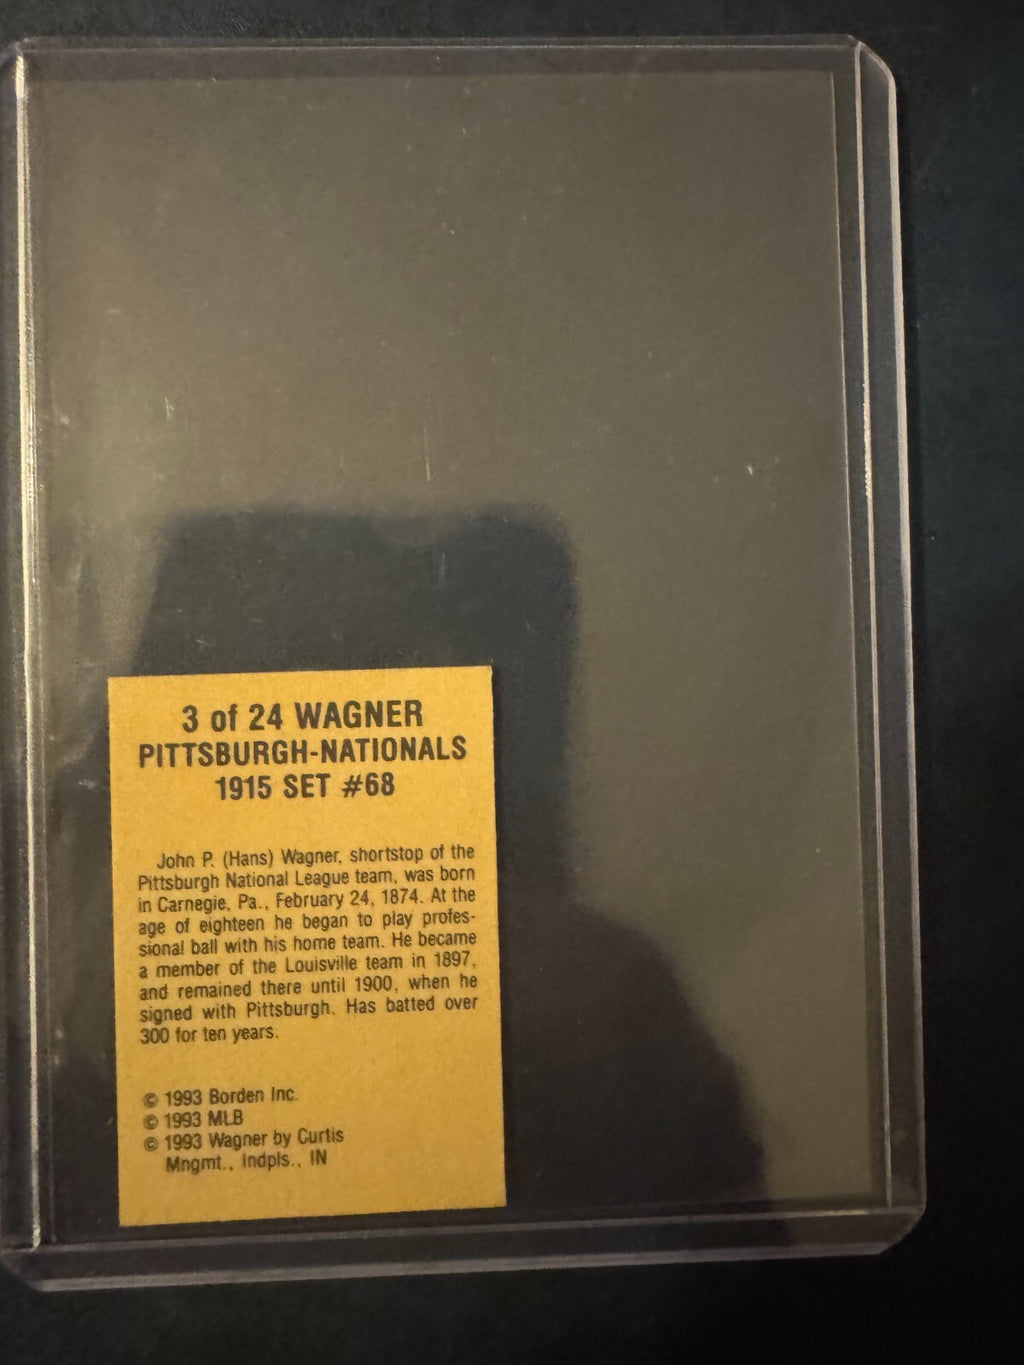 3 of 24 WAGNER
PITTSBURGH-NATIONALS
1915 SET #68
John P. (Hans) Wagner, shortstop of the
Pittsburgh National League team, was born
in Carnegie, Pa., February 24, 1874. At the
age of eighteen he began to play profes-
sional ball with his home team. He became
a member of the Louisville team in 1897,
and remained there until 1900, when he
signed with Pittsburgh. Has batted over
300 for ten years.
© 1993 Borden Inc.
© 1993 MLB
© 1993 Wagner by Curtis
Mngmt., Indpls., IN